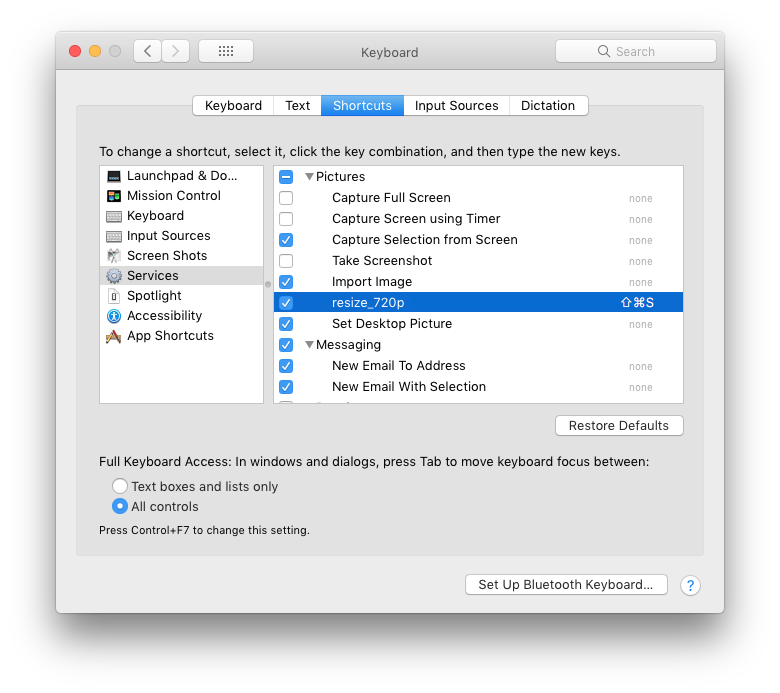 Keyboard
Search
Keyboard
Text
Shortcuts
Input Sources
Dictation
To change a shortcut, select it, click the key combination, and then type the new keys.
Launchpad & Do...
Mission Control
Keyboard
Input Sources
Screen Shots
Services
Spotlight
Accessibility
App Shortcuts
Pictures
Capture Full Screen none
Capture Screen using Timer none
Capture Selection from Screen none
Take Screenshot none
Import Image none
resize_720p ⇧⌘S
Set Desktop Picture none
Messaging
New Email To Address none
New Email With Selection none
Restore Defaults
Full Keyboard Access: In windows and dialogs, press Tab to move keyboard focus between:
Text boxes and lists only
All controls
Press Control+F7 to change this setting.
Set Up Bluetooth Keyboard...
?